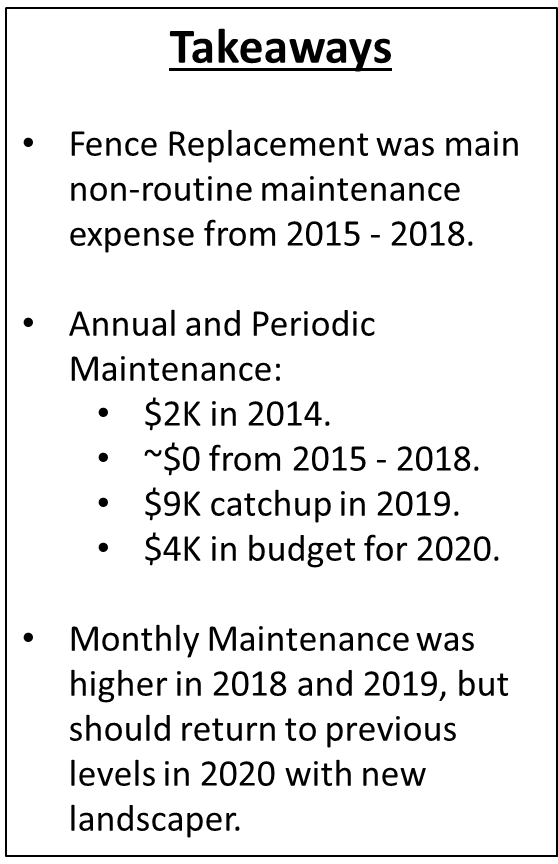 Takeaways
• Fence Replacement was main
non-routine maintenance
expense from 2015 - 2018.
• Annual and Periodic
Maintenance:
• $2K in 2014.
• ~$0 from 2015 - 2018.
• $9K catchup in 2019.
• $4K in budget for 2020.
• Monthly Maintenance was
higher in 2018 and 2019, but
should return to previous
levels in 2020 with new
landscaper.